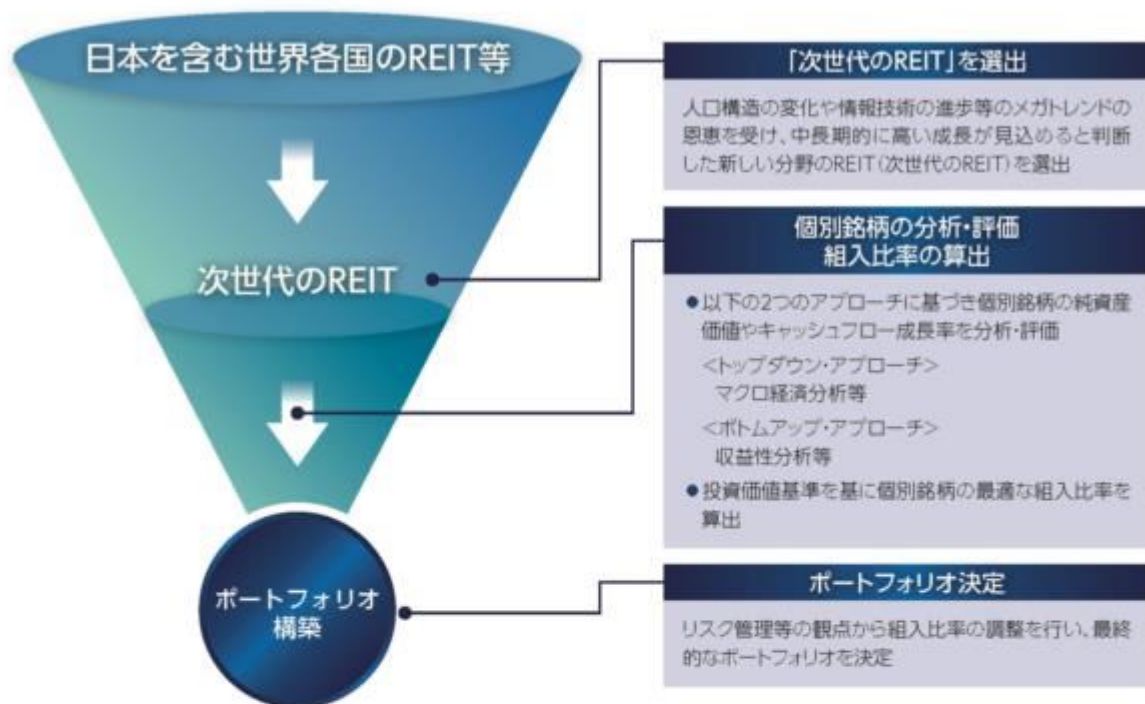 日本を含む世界各国のREIT等
次世代のREIT
ポートフォリオ
構築
「次世代のREIT」を選出
人口構造の変化や情報技術の進歩等のメガトレンドの
恩恵を受け、中長期的に高い成長が見込めると判断
した新しい分野のREIT(次世代のREIT)を選出
個別銘柄の分析・評価
組入比率の算出
●以下の2つのアプローチに基づき個別銘柄の純資産
価値やキャッシュフロー成長率を分析・評価
<トップダウン・アプローチ>
マクロ経済分析等
<ボトムアップ・アプローチ>
収益性分析等
●投資価値基準を基に個別銘柄の最適な組入比率を
算出
ポートフォリオ決定
リスク管理等の観点から組入比率の調整を行い、最終
的なポートフォリオを決定